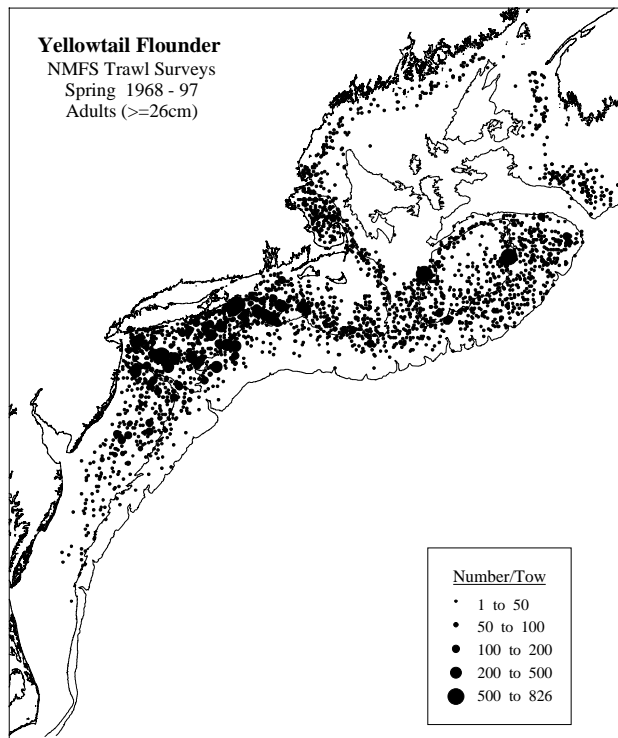 Yellowtail Flounder
NMFS Trawl Surveys
Spring 1968 - 97
Adults (>=26cm)
Number/Tow
1 to 50
50 to 100
100 to 200
200 to 500
500 to 826